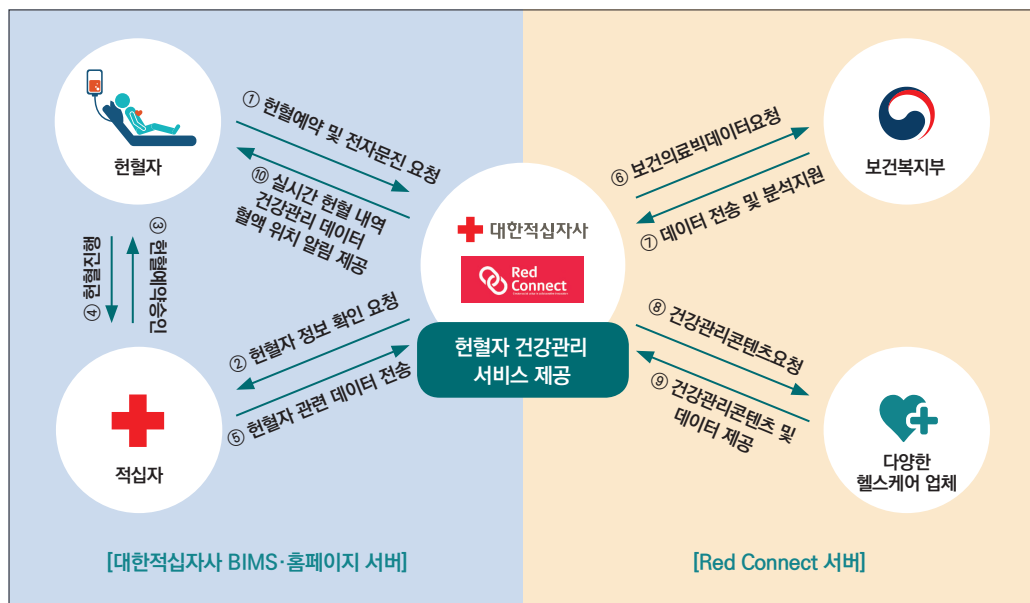 헌혈자
① 헌혈예약 및 전자문진 요청
⑩ 실시간 헌혈 내역
건강관리 데이터
혈액 위치 알림 제공
③ 헌혈예약승인
④ 헌혈진행
② 헌혈자 정보 확인 요청
⑤ 헌혈자 관련 데이터 전송
적십자
대한적십자사
Red
Connect
헌혈자 건강관리
서비스 제공
⑥ 보건의료빅데이터요청
⑦ 데이터 전송 및 분석지원
보건복지부
⑧ 건강관리콘텐츠요청
⑨ 건강관리콘텐츠 및
데이터 제공
다양한
헬스케어 업체
[대한적십자사 BIMS·홈페이지 서버]
[Red Connect 서버]